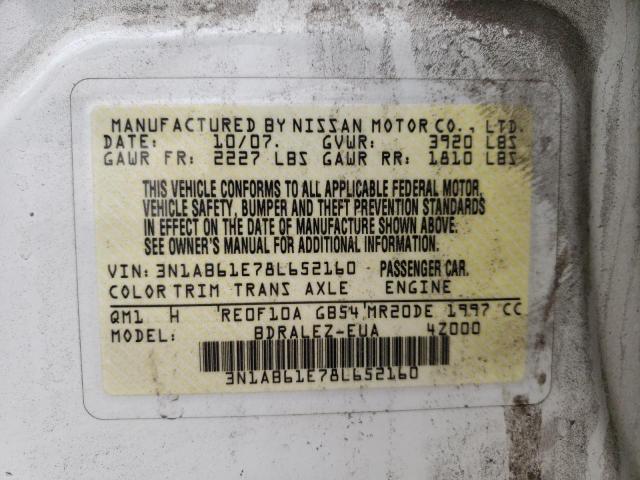 MANUFACTURED BY NISSAN MOTOR CO., LTD.
DATE: 10/07. GVWR: 3920 LBS
GAWR FR: 2227 LBS GAWR RR: 1810 LBS
THIS VEHICLE CONFORMS TO ALL APPLICABLE FEDERAL MOTOR
VEHICLE SAFETY, BUMPER AND THEFT PREVENTION STANDARDS
IN EFFECT ON THE DATE OF MANUFACTURE SHOWN ABOVE.
SEE OWNER'S MANUAL FOR ADDITIONAL INFORMATION.
VIN: 3N1AB61E78L652160 PASSENGER CAR.
COLOR TRIM TRANS AXLE ENGINE
QM1 H 'RE0F10A GB54'MR20DE 1997 CC
MODEL: BDRALEZ-EUA 4Z000
3N1AB61E78L652160